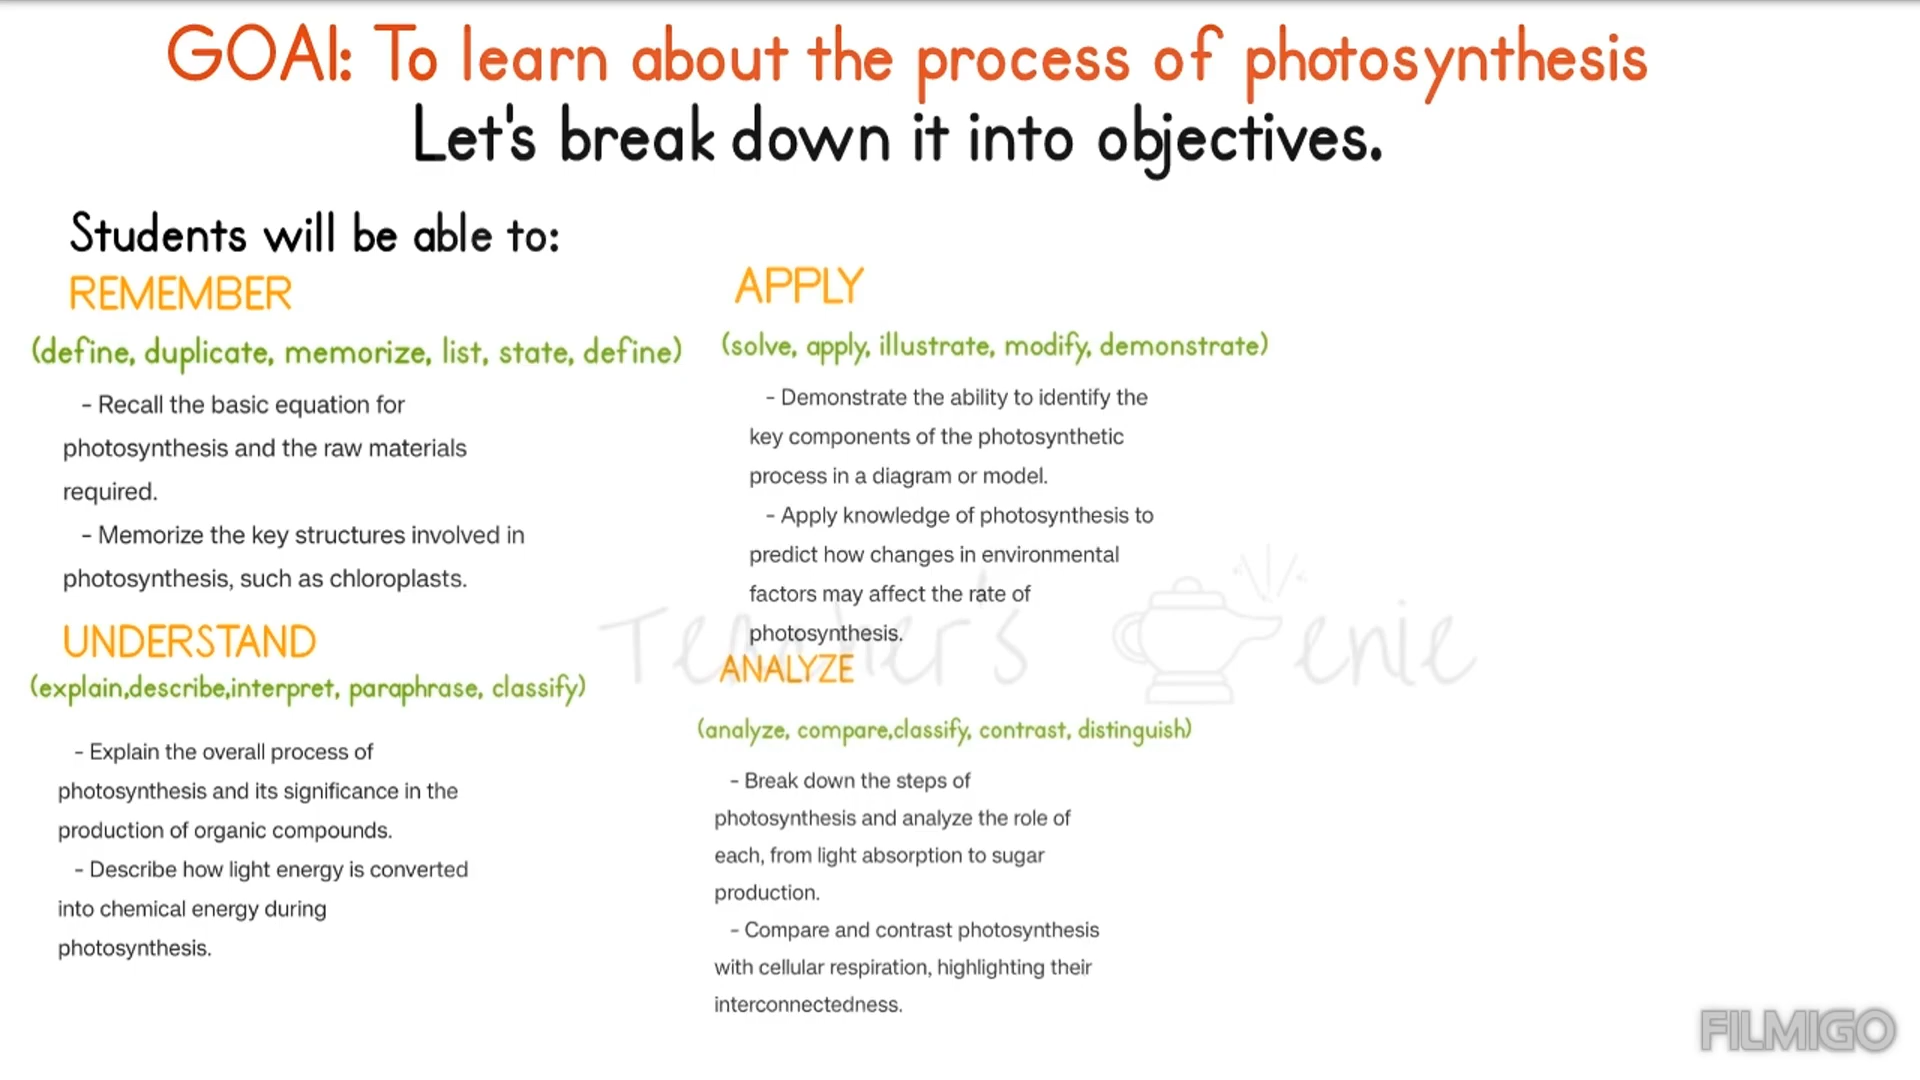 GOAl: To learn about the process of photosynthesis
Let's break down it into objectives.
Students will be able to:
REMEMBER
(define, duplicate, memorize, list, state, define)
- Recall the basic equation for
photosynthesis and the raw materials
required.
- Memorize the key structures involved in
photosynthesis, such as chloroplasts.
UNDERSTAND
(explain,describe,interpret, paraphrase, classify)
- Explain the overall process of
photosynthesis and its significance in the
production of organic compounds.
- Describe how light energy is converted
into chemical energy during
photosynthesis.
APPLY
(solve, apply, illustrate, modify, demonstrate)
- Demonstrate the ability to identify the
key components of the photosynthetic
process in a diagram or model.
- Apply knowledge of photosynthesis to
predict how changes in environmental
factors may affect the rate of
photosynthesis.
ANALYZE
(analyze, compare,classify, contrast, distinguish)
- Break down the steps of
photosynthesis and analyze the role of
each, from light absorption to sugar
production.
- Compare and contrast photosynthesis
with cellular respiration, highlighting their
interconnectedness.
Teacher's enie
FILMIGO